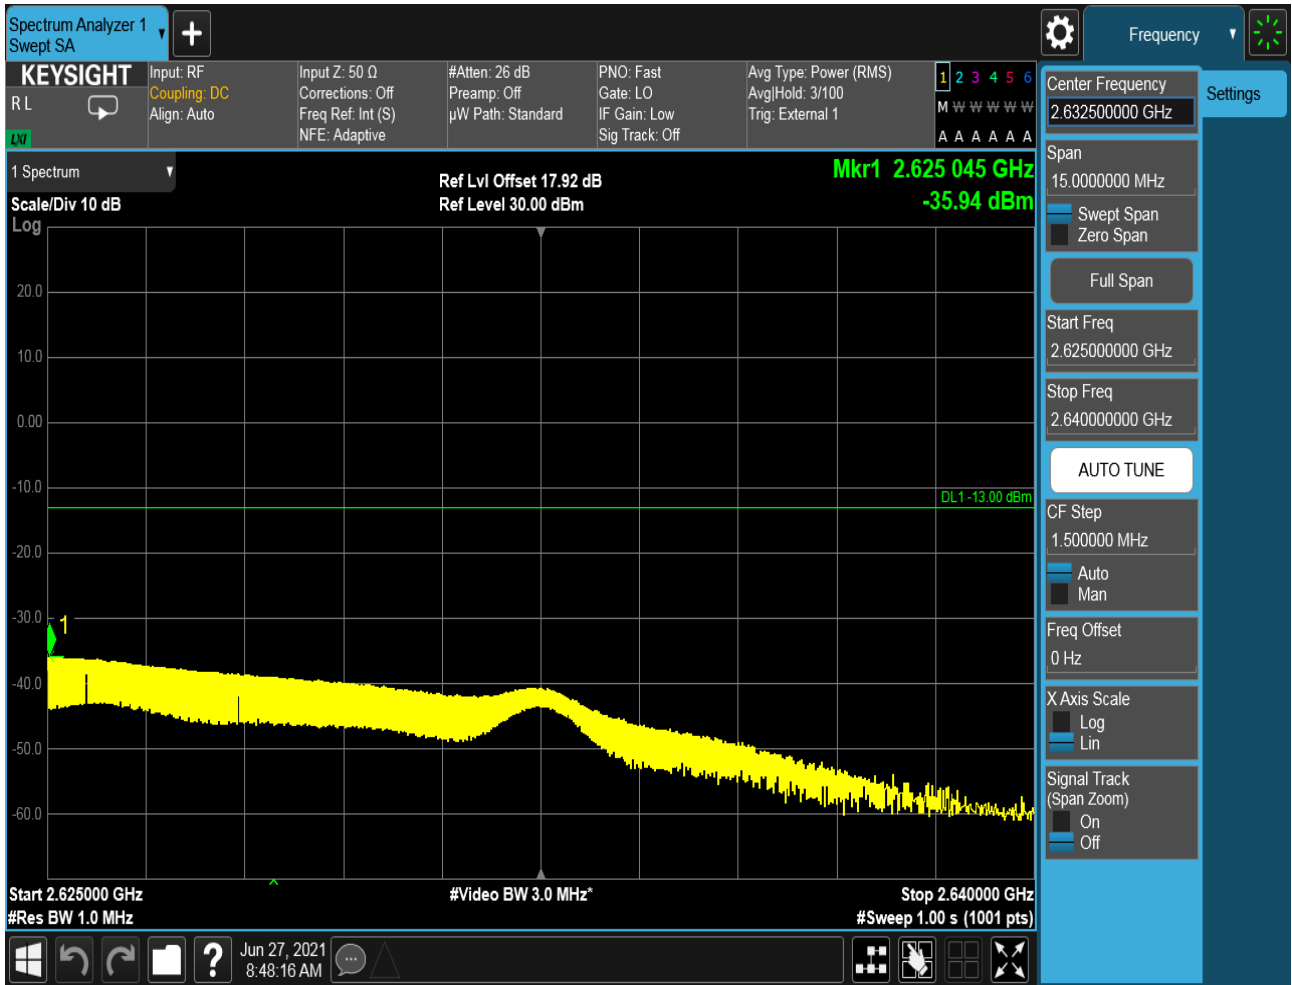 Spectrum Analyzer 1
Swept SA
Frequency
KEYSIGHT
R L
LXI
Input: RF
Coupling: DC
Align: Auto
Input Z: 50 Ω
Corrections: Off
Freq Ref: Int (S)
NFE: Adaptive
#Atten: 26 dB
Preamp: Off
µW Path: Standard
PNO: Fast
Gate: LO
IF Gain: Low
Sig Track: Off
Avg Type: Power (RMS)
Avg|Hold: 3/100
Trig: External 1
1 2 3 4 5 6
M W W W W W
A A A A A A
1 Spectrum
Scale/Div 10 dB
Log
Ref Lvl Offset 17.92 dB
Ref Level 30.00 dBm
Mkr1 2.625 045 GHz
-35.94 dBm
20.0
10.0
0.00
-10.0
DL1 -13.00 dBm
-20.0
-30.0
1
-40.0
-50.0
-60.0
Start 2.625000 GHz
#Res BW 1.0 MHz
#Video BW 3.0 MHz*
Stop 2.640000 GHz
#Sweep 1.00 s (1001 pts)
Jun 27, 2021
8:48:16 AM
Center Frequency
2.632500000 GHz
Settings
Span
15.0000000 MHz
Swept Span
Zero Span
Full Span
Start Freq
2.625000000 GHz
Stop Freq
2.640000000 GHz
AUTO TUNE
CF Step
1.500000 MHz
Auto
Man
Freq Offset
0 Hz
X Axis Scale
Log
Lin
Signal Track
(Span Zoom)
On
Off